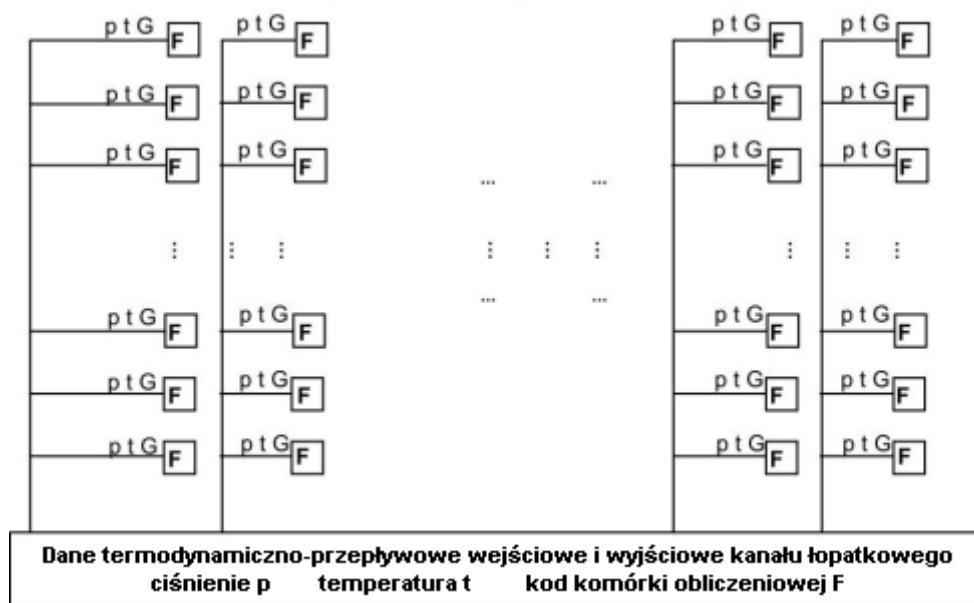 p t G F p t G F p t G F p t G F
p t G F p t G F p t G F p t G F
p t G F p t G F p t G F p t G F
... ...
... ... ... ... ... ... ... ... ...
... ...
p t G F p t G F p t G F p t G F
p t G F p t G F p t G F p t G F
p t G F p t G F p t G F p t G F
Dane termodynamiczno-przepływowe wejściowe i wyjściowe kanału łopatkowego
ciśnienie p temperatura t kod komórki obliczeniowej F